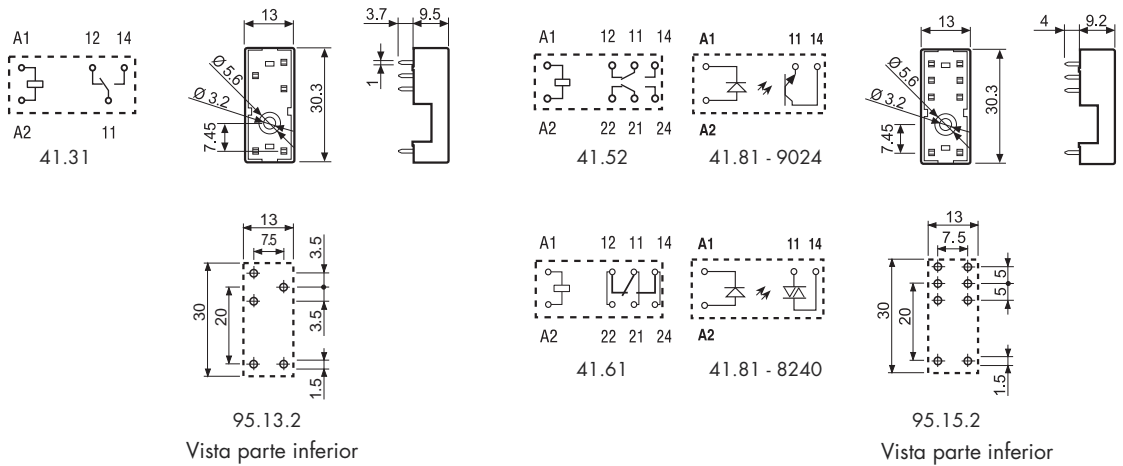 A1 12 14
A2 11
41.31
13
Ø 5.6
Ø 3.2
7.45
30.3
3.7 9.5
1
A1 12 11 14
A2 22 21 24
41.52
A1 11 14
A2
41.81 - 9024
13
Ø 5.6
Ø 3.2
7.45
30.3
4 9.2
13
7.5
3.5
30
20
3.5
1.5
95.13.2
Vista parte inferior
A1 12 11 14
A2 22 21 24
41.61
A1 11 14
A2
41.81 - 8240
13
7.5
5
30
20
5
1.5
95.15.2
Vista parte inferior